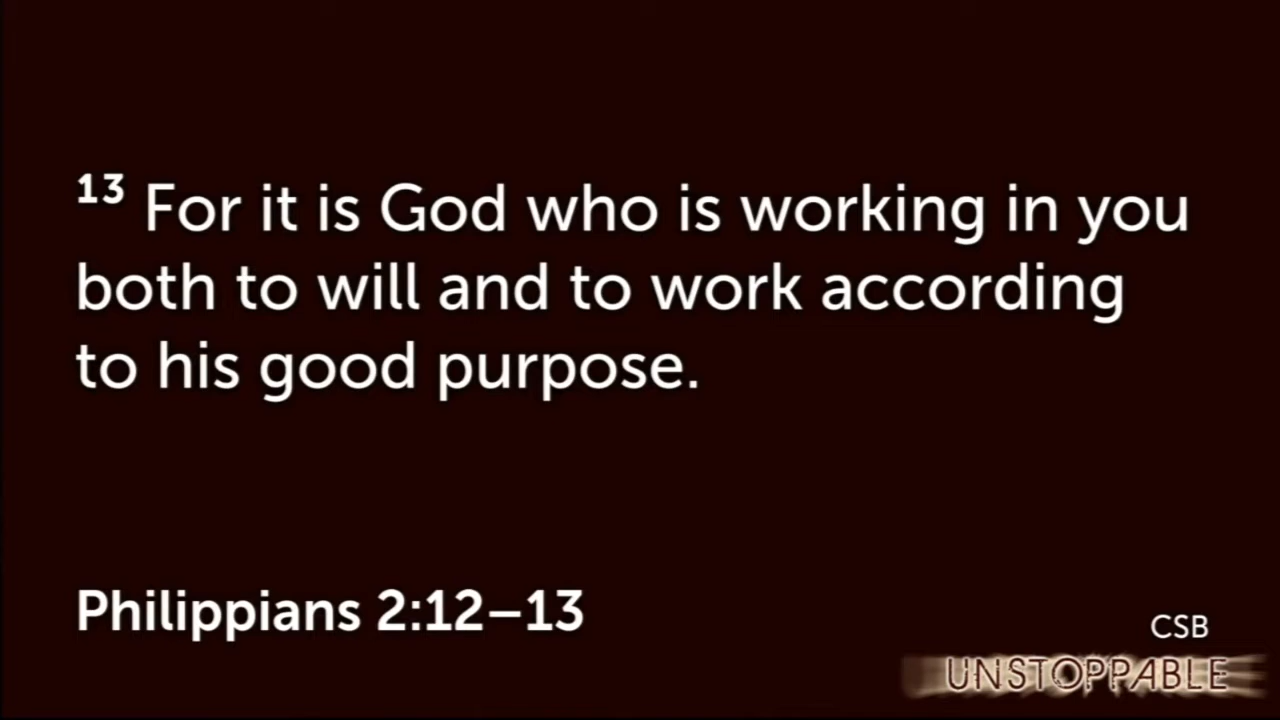 13 For it is God who is working in you
both to will and to work according
to his good purpose.
Philippians 2:12–13
CSB
UNSTOPPABLE